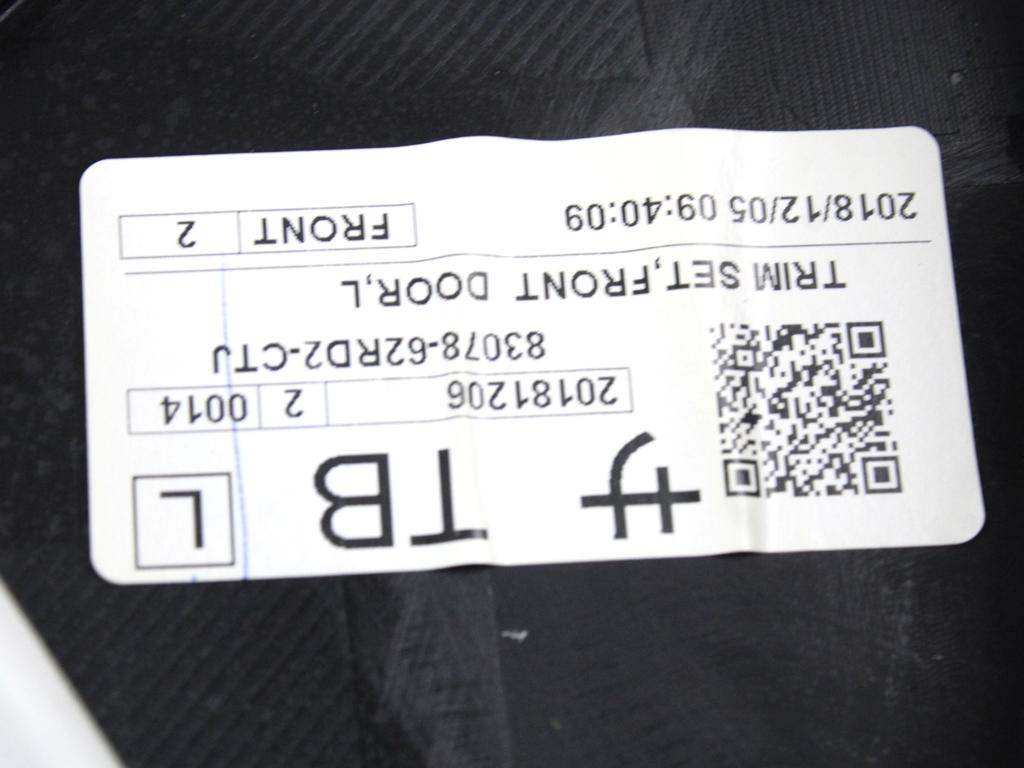 サ TB L
20181206 2 0014
83078-62RD2-CTJ
TRIM SET,FRONT DOOR,L
2018/12/05 09:40:09 FRONT 2